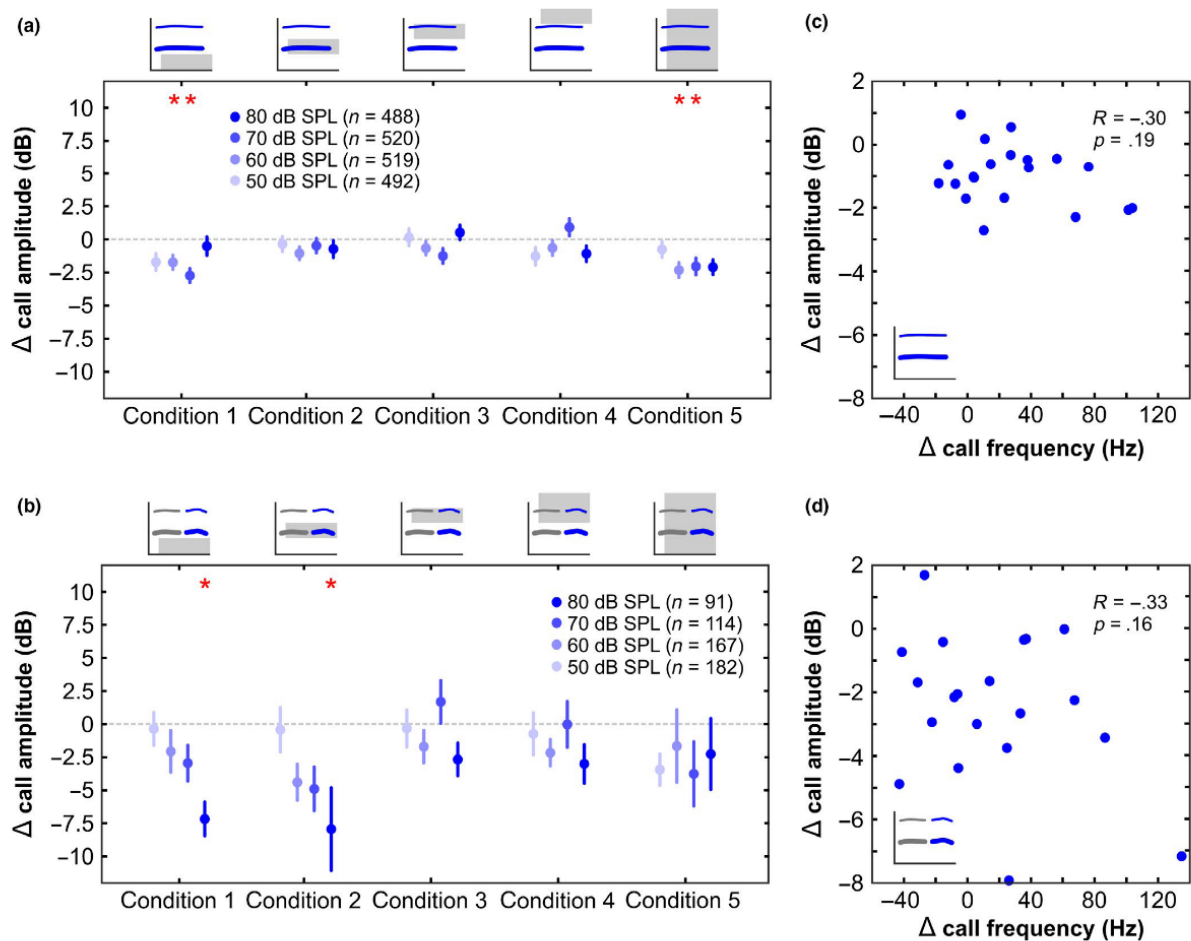 (a)
* *
* *
80 dB SPL (n = 488)
70 dB SPL (n = 520)
60 dB SPL (n = 519)
50 dB SPL (n = 492)
Δ call amplitude (dB)
10
7.5
5
2.5
0
−2.5
−5
−7.5
−10
Condition 1 Condition 2 Condition 3 Condition 4 Condition 5
(c)
R = −.30
p = .19
Δ call amplitude (dB)
2
0
−2
−4
−6
−8
−40 0 40 80 120
Δ call frequency (Hz)
(b)
*
*
80 dB SPL (n = 91)
70 dB SPL (n = 114)
60 dB SPL (n = 167)
50 dB SPL (n = 182)
Δ call amplitude (dB)
10
7.5
5
2.5
0
−2.5
−5
−7.5
−10
Condition 1 Condition 2 Condition 3 Condition 4 Condition 5
(d)
R = −.33
p = .16
Δ call amplitude (dB)
2
0
−2
−4
−6
−8
−40 0 40 80 120
Δ call frequency (Hz)